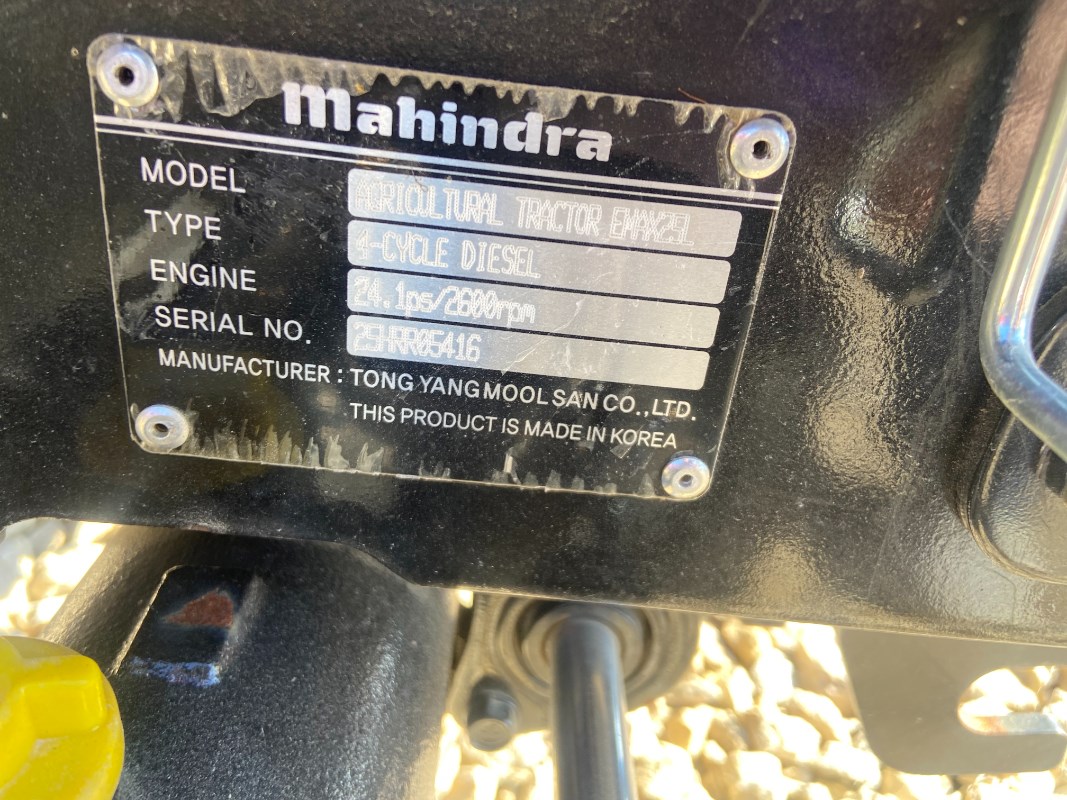 Mahindra
MODEL AGRICULTURAL TRACTOR EMAX25L
TYPE 4-CYCLE DIESEL
ENGINE 24.1ps/2600rpm
SERIAL NO. 25HRR05416
MANUFACTURER : TONG YANG MOOL SAN CO., LTD.
THIS PRODUCT IS MADE IN KOREA